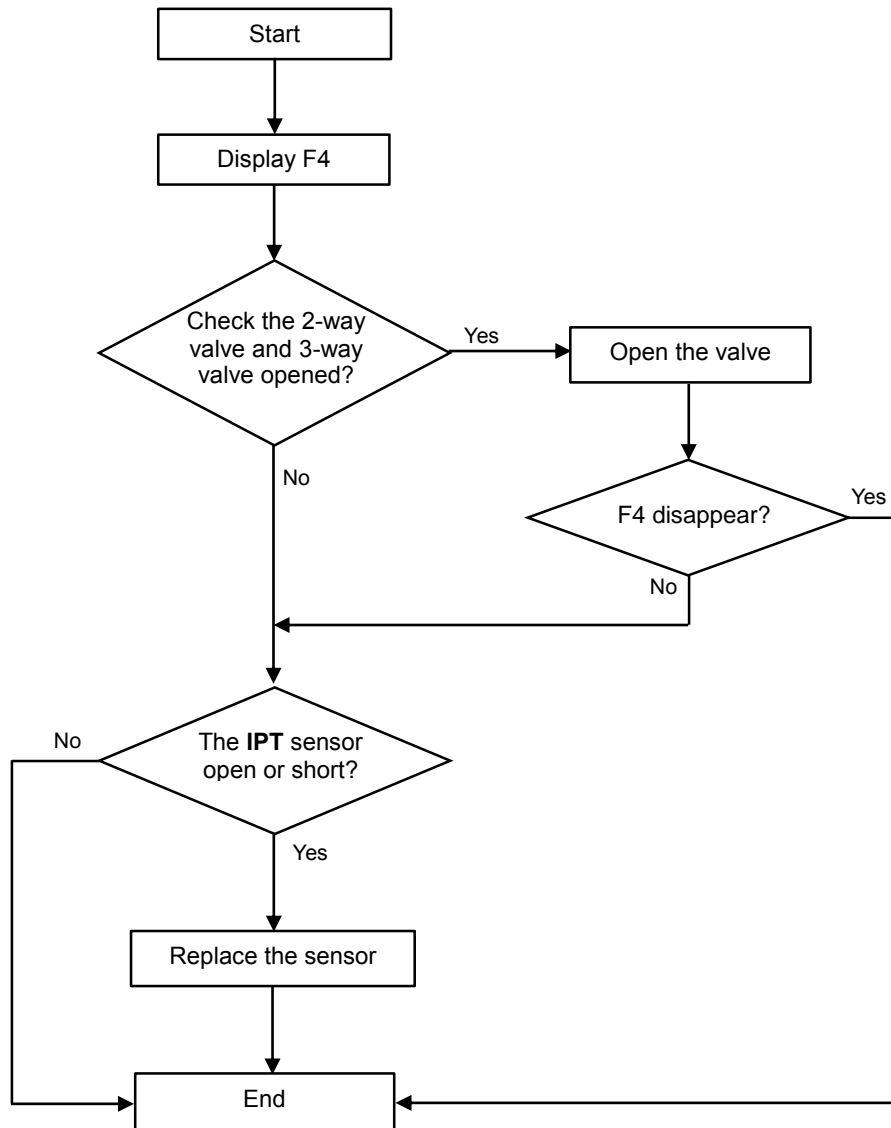 Start
Display F4
Check the 2-way
valve and 3-way
valve opened?
Yes
Open the valve
No
F4 disappear?
Yes
No
The IPT sensor
open or short?
No
Yes
Replace the sensor
End